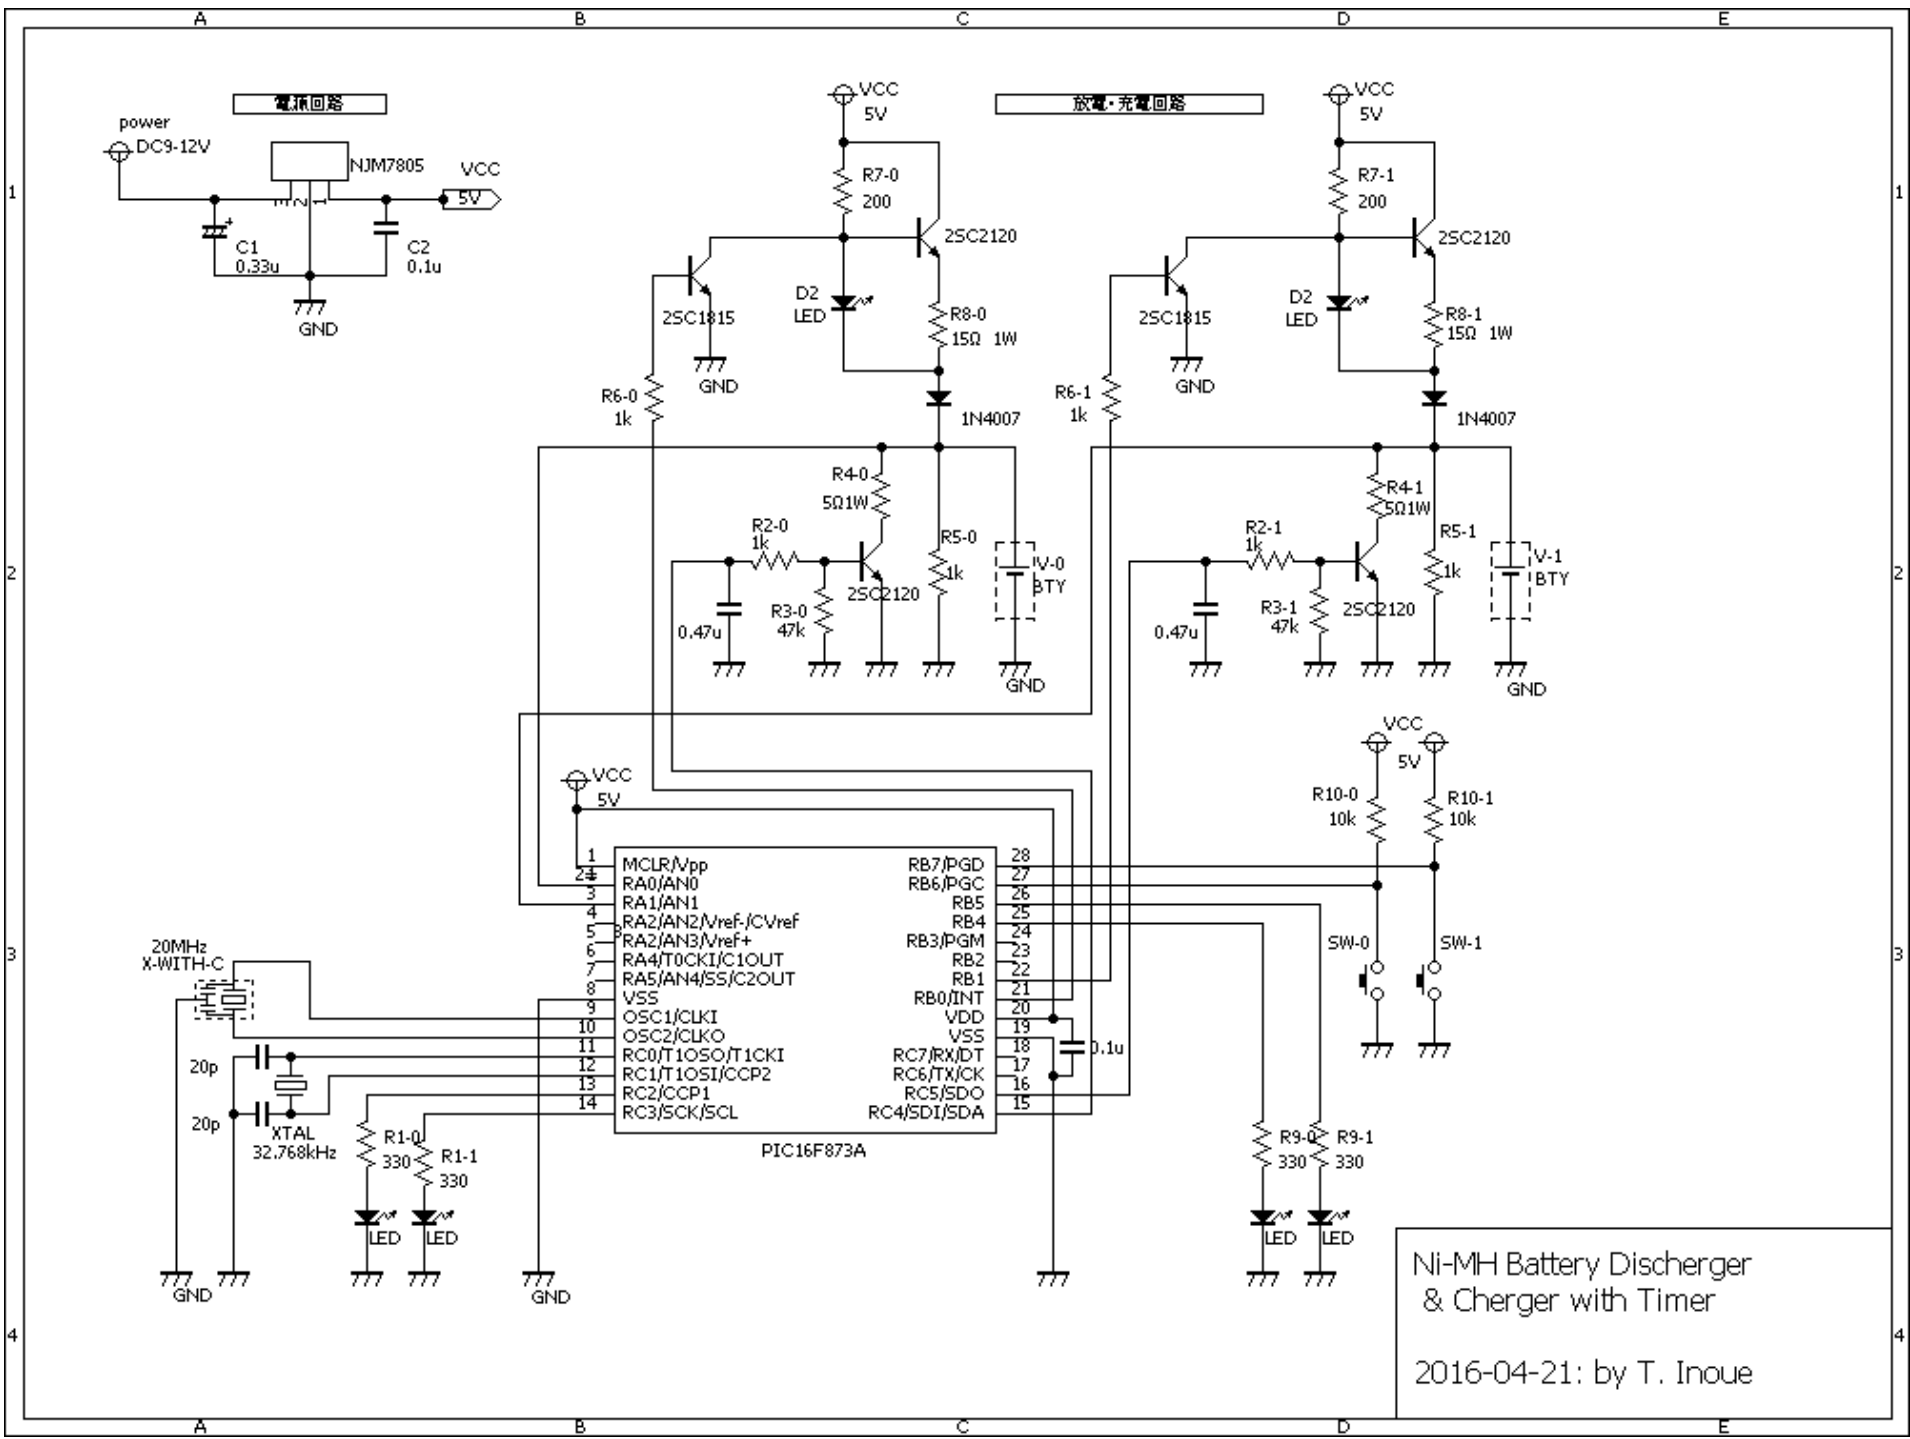 A B C D E
電源回路
power
DC9-12V
NJM7805
VCC
5V
3 2 1
C1
0.33u
C2
0.1u
GND
放電・充電回路
VCC
5V
R7-0
200
2SC2120
2SC1815
GND
D2
LED
R8-0
15Ω 1W
R6-0
1k
1N4007
R4-0
5Ω1W
R2-0
1k
R3-0
47k
2SC2120
R5-0
1k
V-0
BTY
0.47u
GND
VCC
5V
R7-1
200
2SC2120
2SC1815
GND
D2
LED
R8-1
15Ω 1W
R6-1
1k
1N4007
R4-1
5Ω1W
R2-1
1k
R3-1
47k
2SC2120
R5-1
1k
V-1
BTY
0.47u
GND
VCC
5V
R10-0
10k
R10-1
10k
SW-0
SW-1
VCC
5V
1 MCLR/Vpp
2 RA0/AN0
3 RA1/AN1
4 RA2/AN2/Vref-/CVref
5 RA2/AN3/Vref+
6 RA4/T0CKI/C1OUT
7 RA5/AN4/SS/C2OUT
8 VSS
9 OSC1/CLKI
10 OSC2/CLKO
11 RC0/T1OSO/T1CKI
12 RC1/T1OSI/CCP2
13 RC2/CCP1
14 RC3/SCK/SCL
RB7/PGD 28
RB6/PGC 27
RB5 26
RB4 25
RB3/PGM 24
RB2 23
RB1 22
RB0/INT 21
VDD 20
VSS 19
RC7/RX/DT 18
RC6/TX/CK 17
RC5/SDO 16
RC4/SDI/SDA 15
PIC16F873A
0.1u
20MHz
X-WITH-C
20p
20p
XTAL
32.768kHz
R1-0
330
R1-1
330
LED
LED
GND
GND
R9-0
330
R9-1
330
LED
LED
Ni-MH Battery Discherger
& Cherger with Timer
2016-04-21: by T. Inoue
1 1
2 2
3 3
4 4
A B C D E